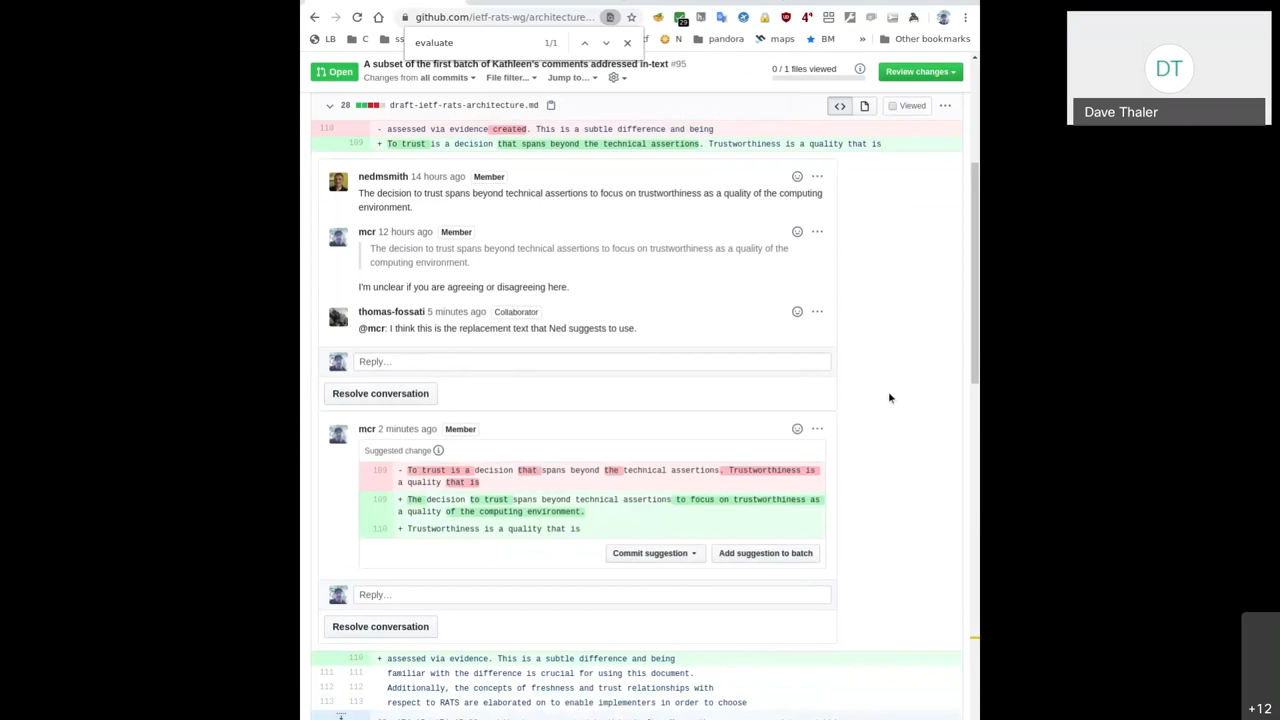 github.com/ietf-rats-wg/architecture...
29
4
LB
C
ss
N
pandora
maps
BM
»
Other bookmarks
evaluate
1/1
Open
A subset of the first batch of Kathleen's comments addressed in-text #95
Changes from all commits
File filter...
Jump to...
0 / 1 files viewed
Review changes
28
draft-ietf-rats-architecture.md
<>
Viewed
...
110 - assessed via evidence created. This is a subtle difference and being
109 + To trust is a decision that spans beyond the technical assertions. Trustworthiness is a quality that is
nedmsmith 14 hours ago Member
The decision to trust spans beyond technical assertions to focus on trustworthiness as a quality of the computing
environment.
mcr 12 hours ago Member
The decision to trust spans beyond technical assertions to focus on trustworthiness as a quality of the
computing environment.
I'm unclear if you are agreeing or disagreeing here.
thomas-fossati 5 minutes ago Collaborator
@mcr: I think this is the replacement text that Ned suggests to use.
Reply...
Resolve conversation
mcr 2 minutes ago Member
Suggested change
109 - To trust is a decision that spans beyond the technical assertions. Trustworthiness is
a quality that is
109 + The decision to trust spans beyond technical assertions to focus on trustworthiness as
a quality of the computing environment.
110 + Trustworthiness is a quality that is
Commit suggestion
Add suggestion to batch
Reply...
Resolve conversation
110 + assessed via evidence. This is a subtle difference and being
111 111 familiar with the difference is crucial for using this document.
112 112 Additionally, the concepts of freshness and trust relationships with
113 113 respect to RATS are elaborated on to enable implementers in order to choose
DT
Dave Thaler
+12